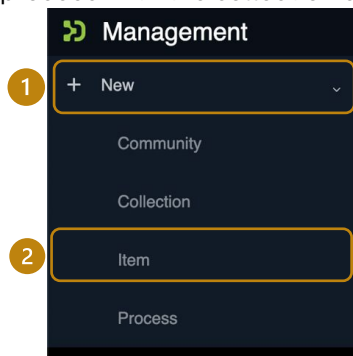 Management
1
+ New
Community
Collection
2
Item
Process